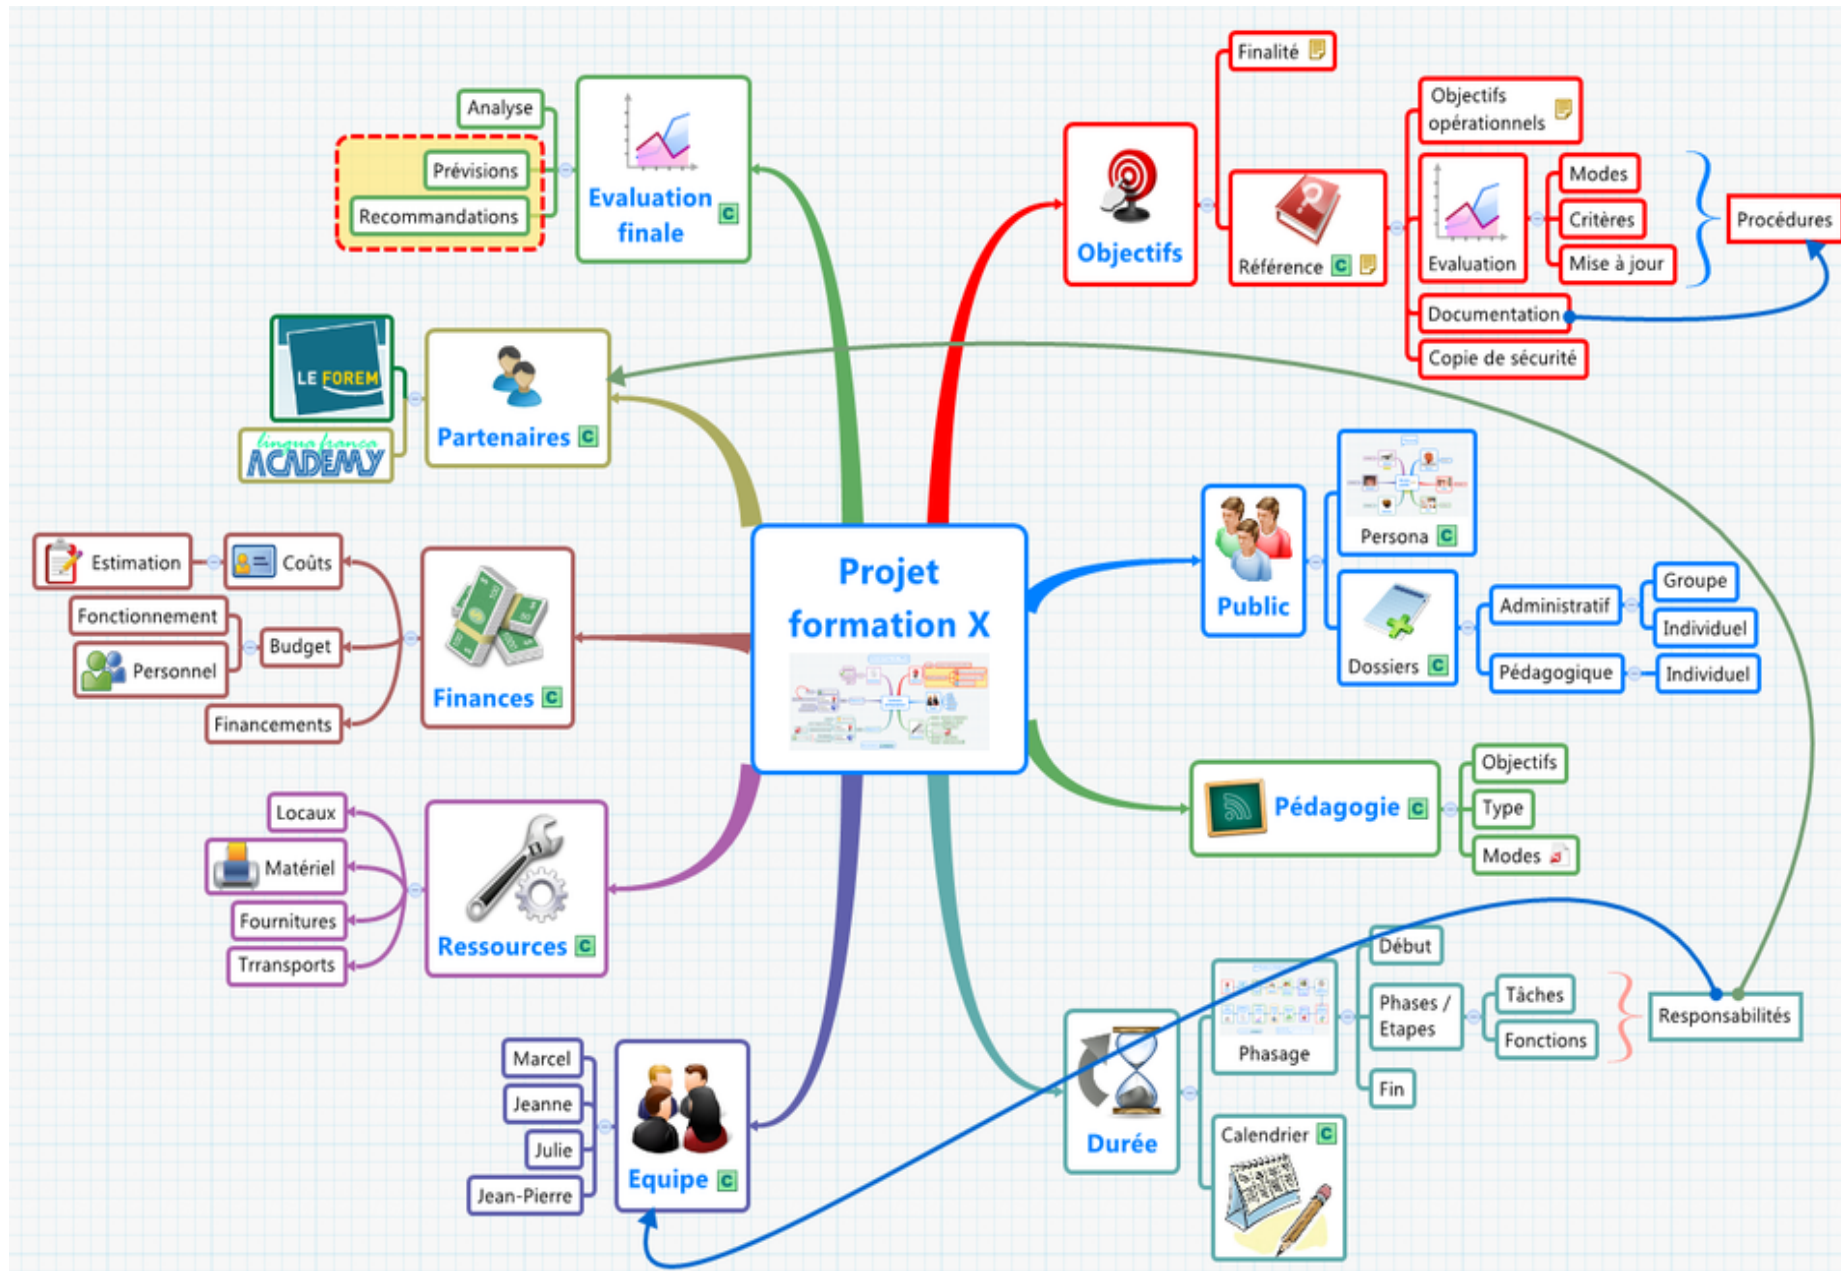 Projet
formation X
Objectifs
Finalité
Référence
Objectifs
opérationnels
Evaluation
Modes
Critères
Mise à jour
Procédures
Documentation
Copie de sécurité
Public
Persona
Dossiers
Administratif
Groupe
Individuel
Pédagogique
Individuel
Pédagogie
Objectifs
Type
Modes
Durée
Phasage
Début
Phases /
Etapes
Fin
Tâches
Fonctions
Responsabilités
Calendrier
Equipe
Marcel
Jeanne
Julie
Jean-Pierre
Ressources
Locaux
Matériel
Fournitures
Trransports
Finances
Coûts
Estimation
Budget
Fonctionnement
Personnel
Financements
Partenaires
LE FOREM
lingua franca
ACADEMY
Evaluation
finale
Analyse
Prévisions
Recommandations